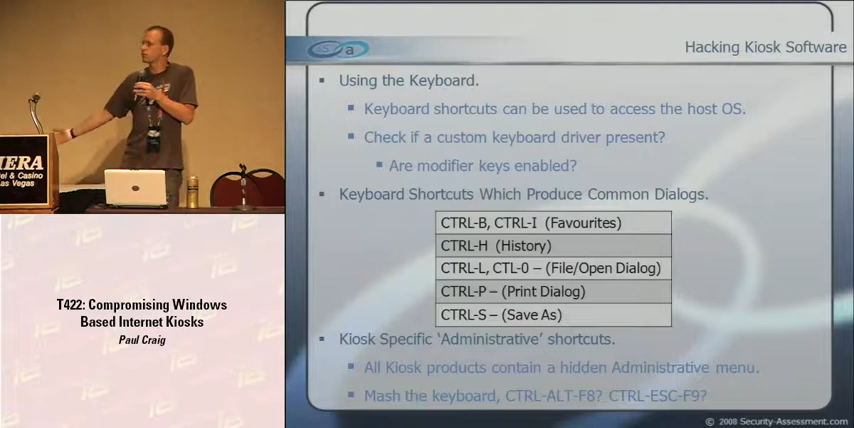 IERA
el & Casino
as Vegas
T422: Compromising Windows
Based Internet Kiosks
Paul Craig
Hacking Kiosk Software
Using the Keyboard.
Keyboard shortcuts can be used to access the host OS.
Check if a custom keyboard driver present?
Are modifier keys enabled?
Keyboard Shortcuts Which Produce Common Dialogs.
CTRL-B, CTRL-I (Favourites)
CTRL-H (History)
CTRL-L, CTL-0 – (File/Open Dialog)
CTRL-P – (Print Dialog)
CTRL-S – (Save As)
Kiosk Specific ‘Administrative’ shortcuts.
All Kiosk products contain a hidden Administrative menu.
Mash the keyboard, CTRL-ALT-F8? CTRL-ESC-F9?
© 2008 Security-Assessment.com